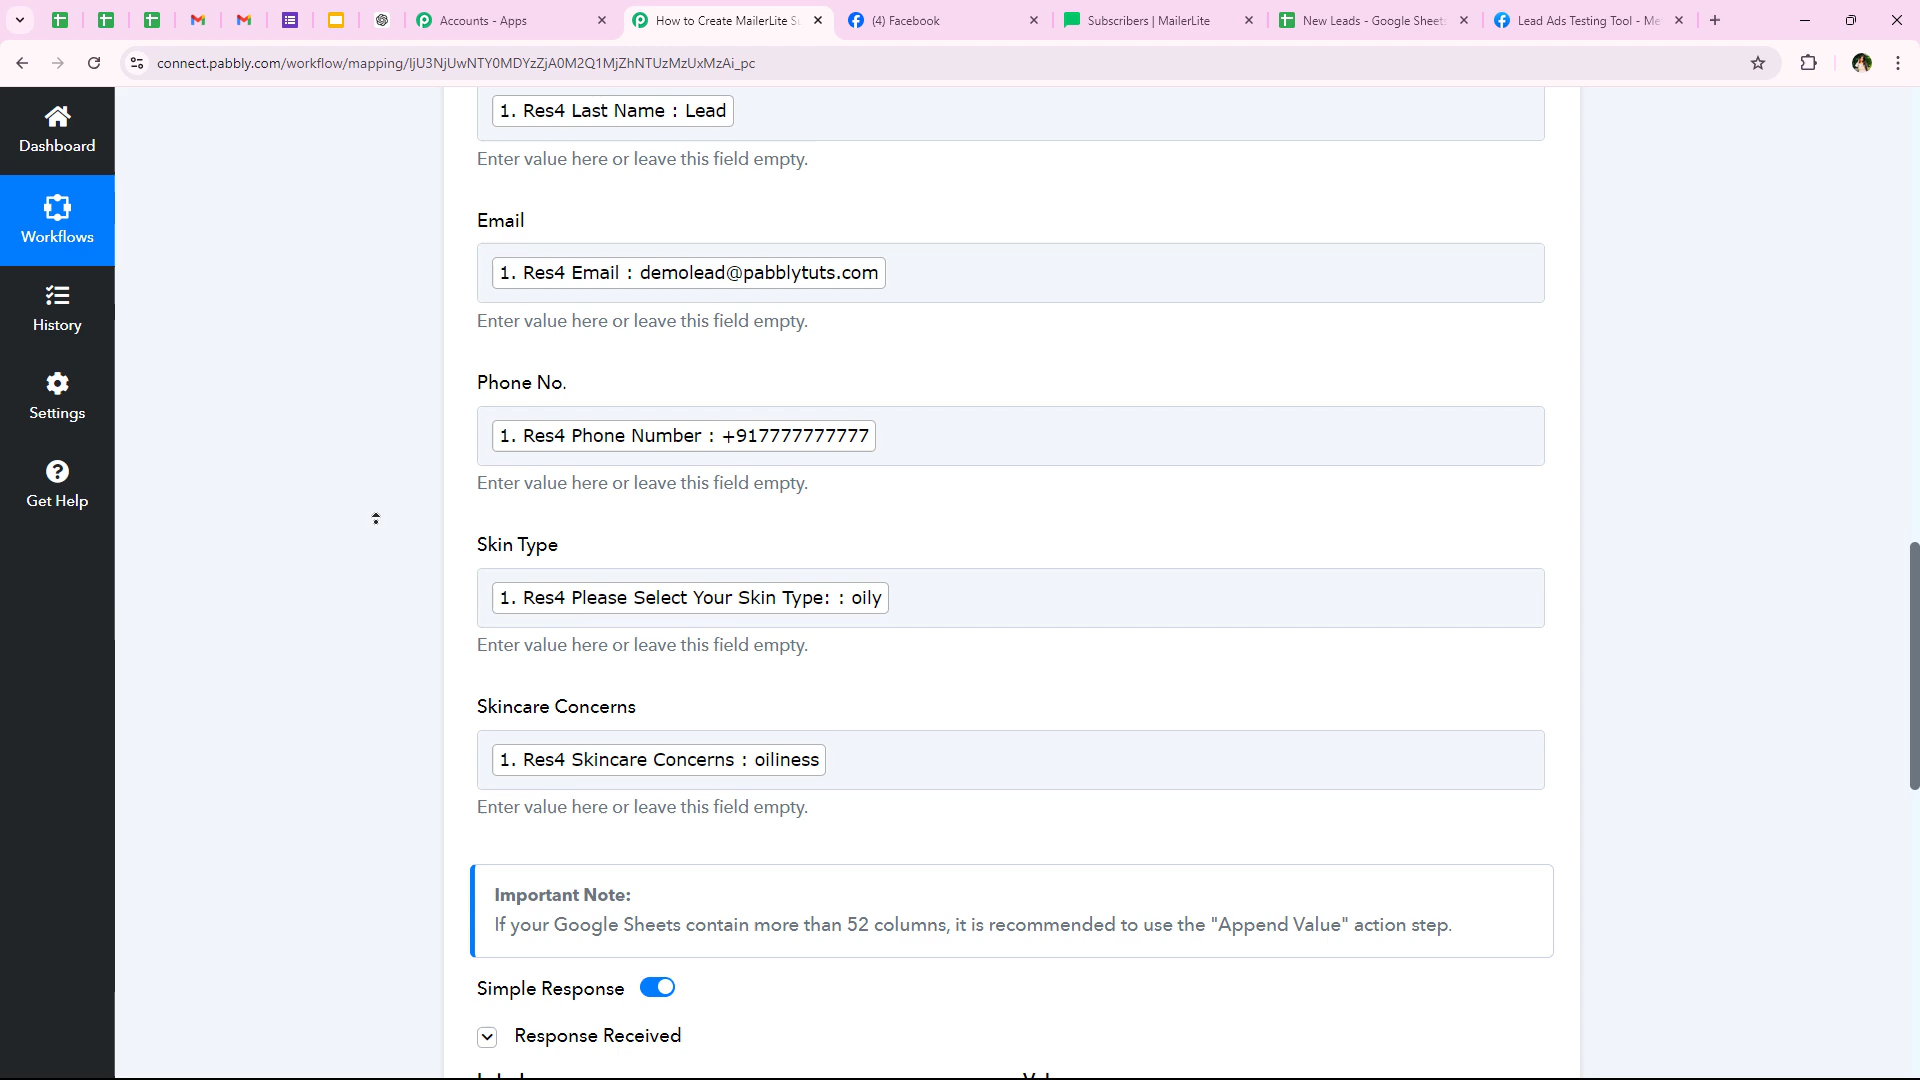 Accounts - Apps
How to Create MailerLite Su
(4) Facebook
Subscribers | MailerLite
New Leads - Google Sheets
Lead Ads Testing Tool - Me
connect.pabbly.com/workflow/mapping/IjU3NjUwNTY0MDYzZjA0M2Q1MjZhNTUzMzUxMzAi_pc
Dashboard
Workflows
History
Settings
Get Help
1. Res4 Last Name : Lead
Enter value here or leave this field empty.
Email
1. Res4 Email : demolead@pabblytuts.com
Enter value here or leave this field empty.
Phone No.
1. Res4 Phone Number : +917777777777
Enter value here or leave this field empty.
Skin Type
1. Res4 Please Select Your Skin Type: : oily
Enter value here or leave this field empty.
Skincare Concerns
1. Res4 Skincare Concerns : oiliness
Enter value here or leave this field empty.
Important Note:
If your Google Sheets contain more than 52 columns, it is recommended to use the "Append Value" action step.
Simple Response
Response Received